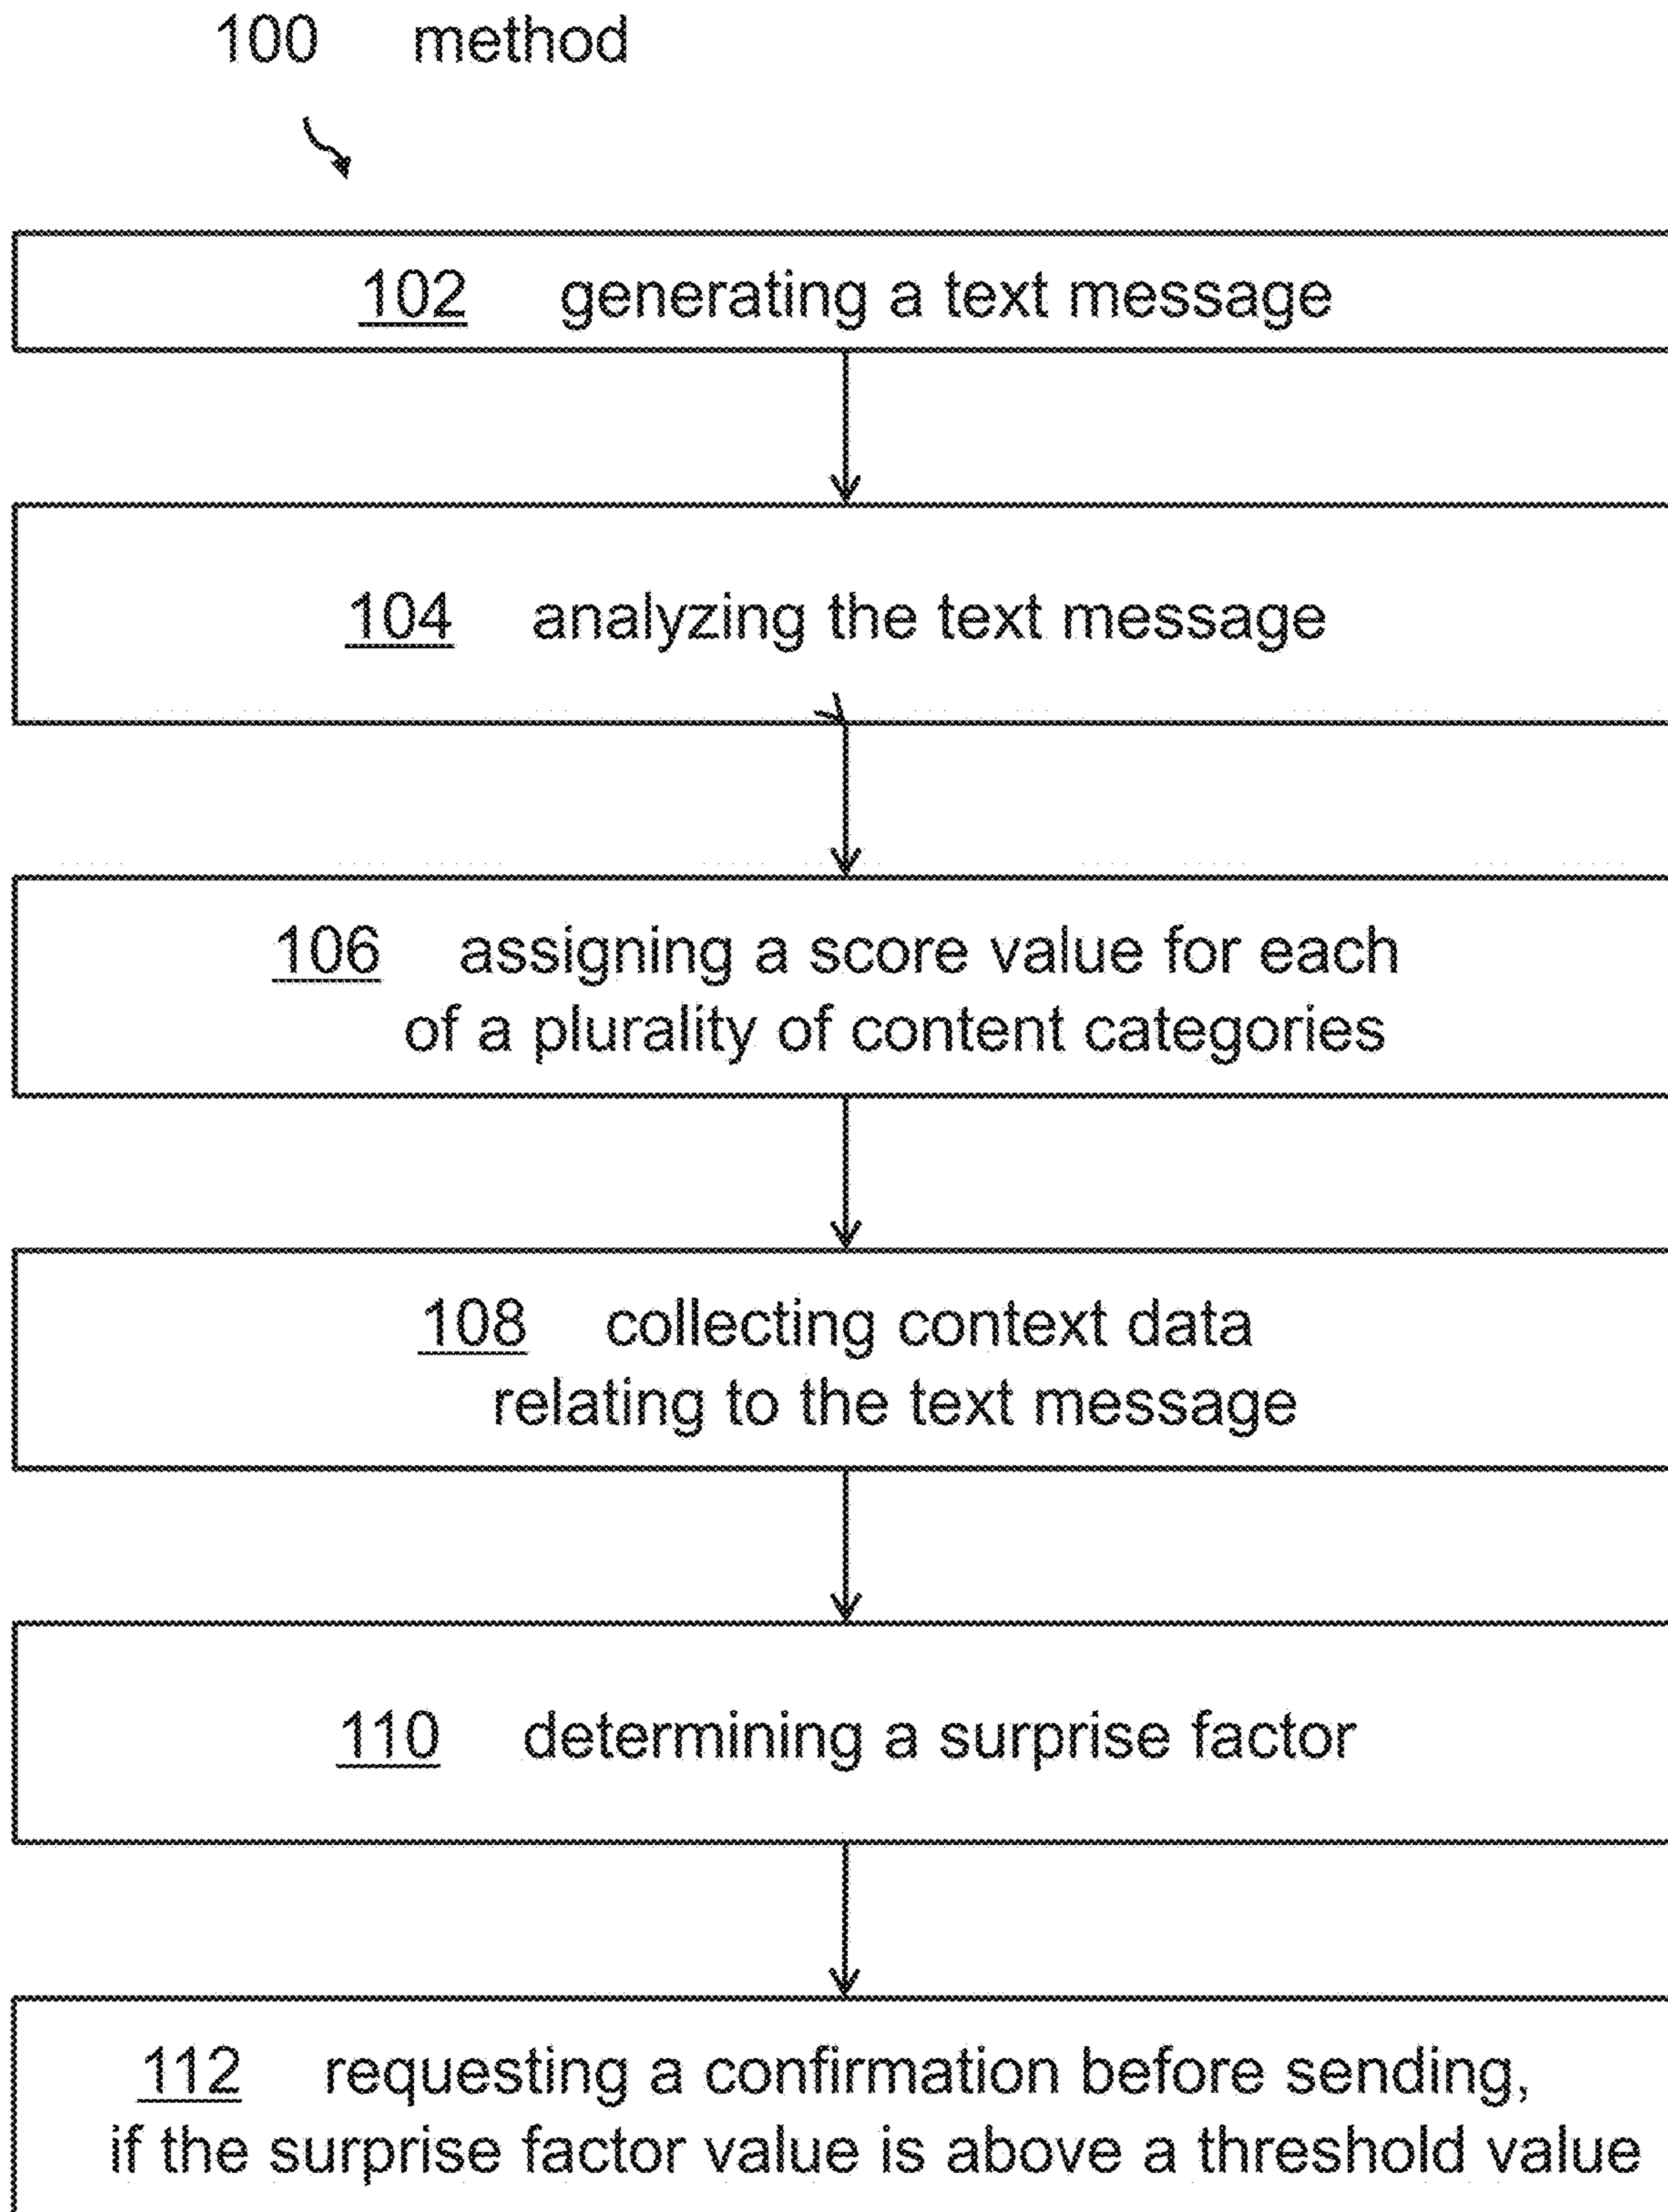 100 method
102 generating a text message
104 analyzing the text message
106 assigning a score value for each
of a plurality of content categories
108 collecting context data
relating to the text message
110 determining a surprise factor
112 requesting a confirmation before sending,
if the surprise factor value is above a threshold value